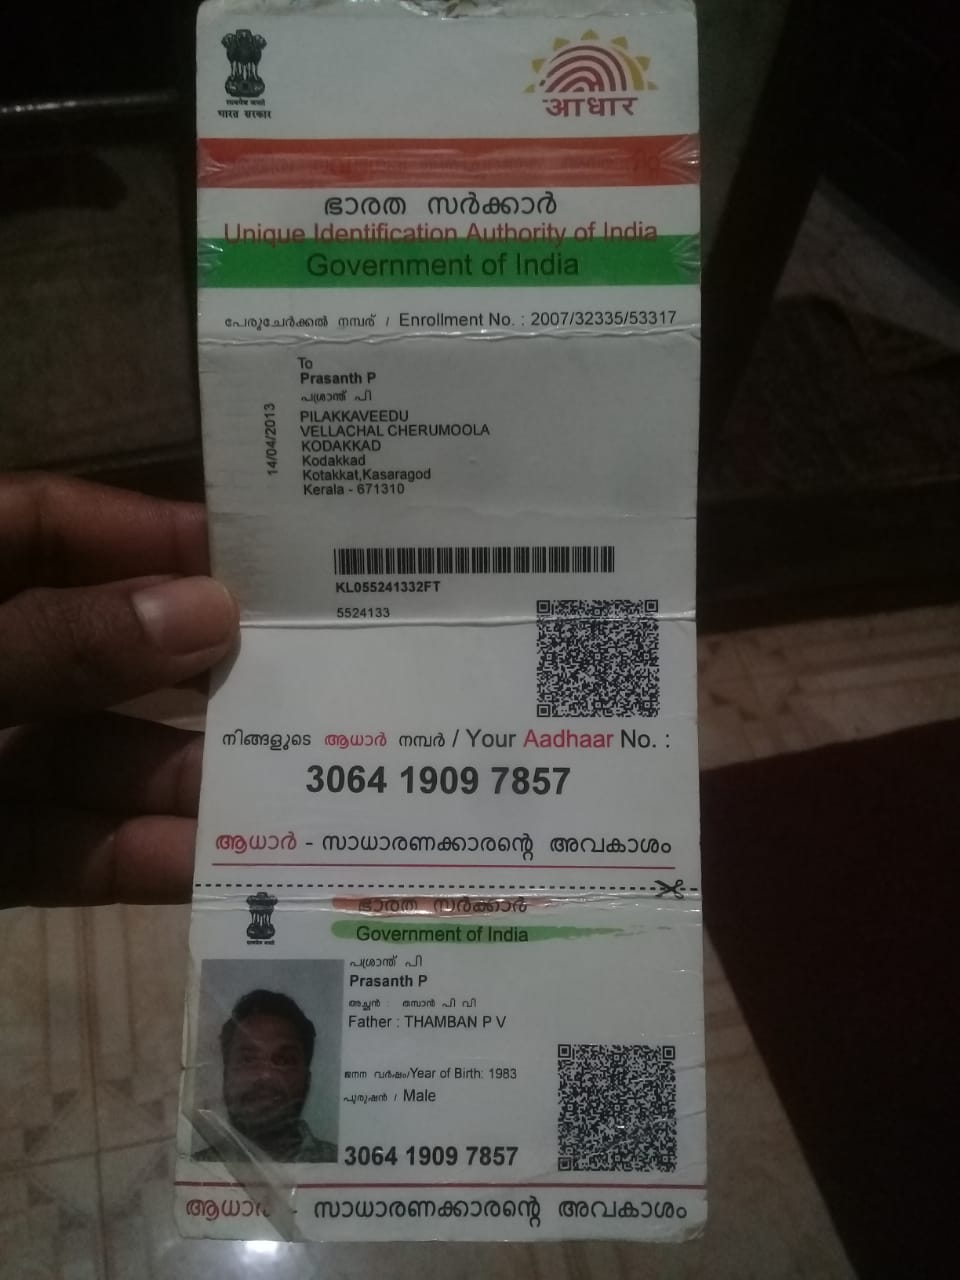 सत्यमेव जयते
भारत सरकार
आधार
ഭാരത സർക്കാർ
Unique Identification Authority of India
Government of India
പേരുചേർക്കൽ നമ്പര് / Enrollment No. : 2007/32335/53317
To
Prasanth P
പ്രശാന്ത് പി
PILAKKAVEEDU
VELLACHAL CHERUMOOLA
KODAKKAD
Kodakkad
Kotakkat,Kasaragod
Kerala - 671310
14/04/2013
KL055241332FT
5524133
നിങ്ങളുടെ ആധാർ നമ്പർ / Your Aadhaar No. :
3064 1909 7857
ആധാർ - സാധാരണക്കാരന്റെ അവകാശം
ഭാരത സർക്കാർ
Government of India
പ്രശാന്ത് പി
Prasanth P
അച്ഛൻ : തമ്പാൻ പി വി
Father : THAMBAN P V
ജനന വർഷം/Year of Birth: 1983
പുരുഷൻ / Male
3064 1909 7857
ആധാർ - സാധാരണക്കാരന്റെ അവകാശം